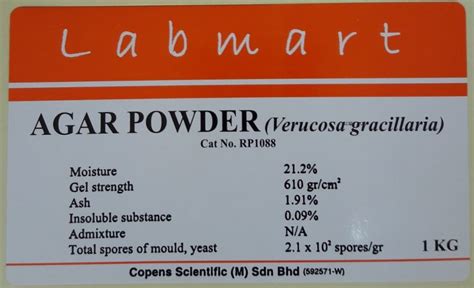 Labmart
AGAR POWDER (Verucosa gracillaria)
Cat No. RP1088
Moisture 21.2%
Gel strength 610 gr/cm²
Ash 1.91%
Insoluble substance 0.09%
Admixture N/A
Total spores of mould, yeast 2.1 x 10² spores/gr 1 KG
Copens Scientific (M) Sdn Bhd (592571-W)